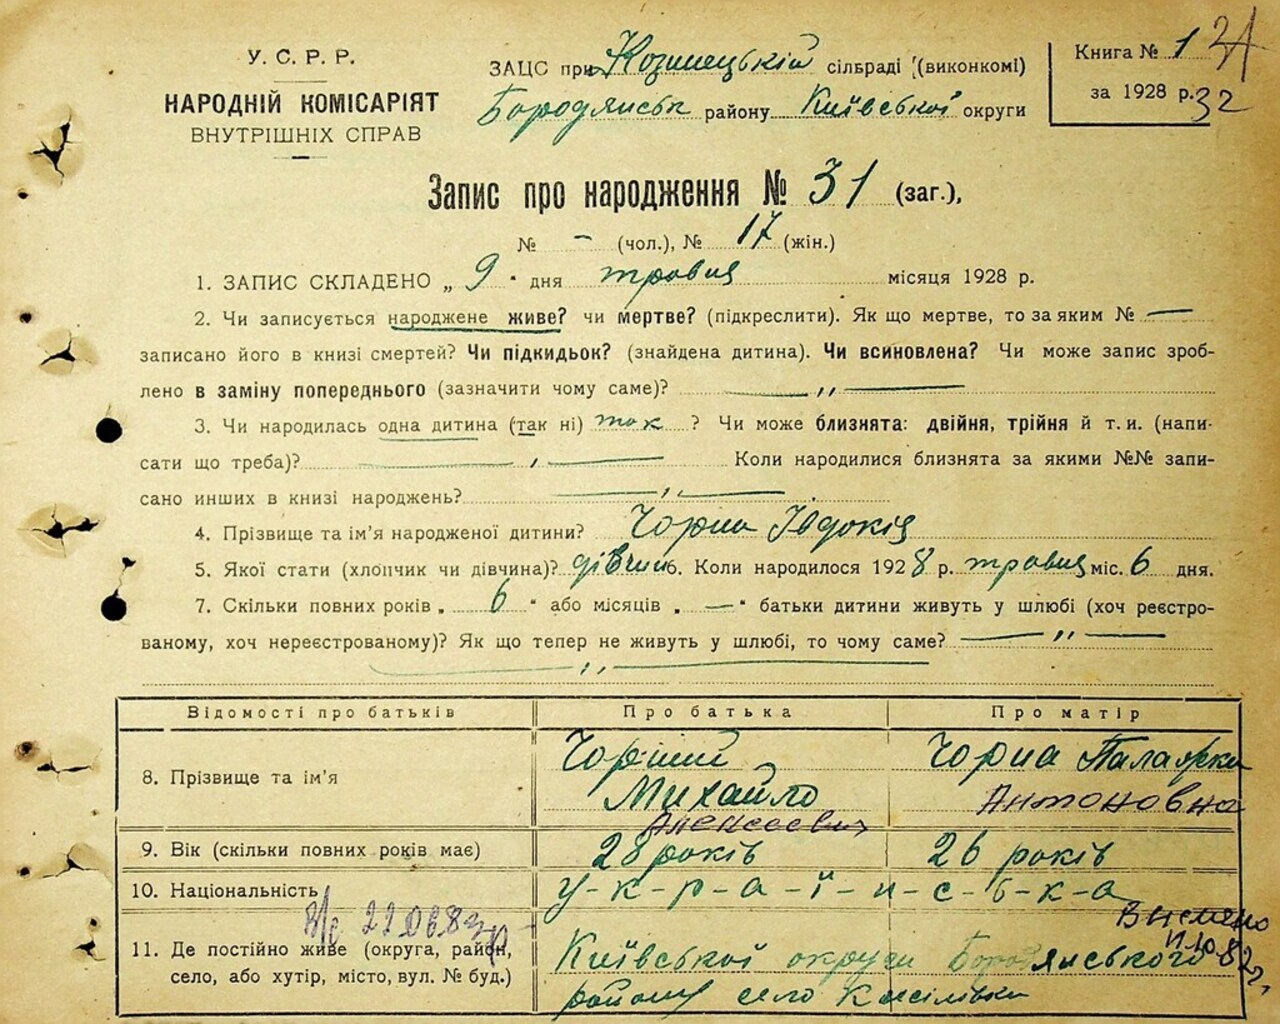 У. С. Р. Р.
НАРОДНІЙ КОМІСАРІЯТ
ВНУТРІШНІХ СПРАВ
ЗАЦС при сільраді (виконкомі)
Бородянськ району Київської округи
Книга № 1 31
за 1928 р. 32
Запис про народження № 31 (заг.),
№ – (чол.), № 17 (жін.)
1. ЗАПИС СКЛАДЕНО „ 9 " дня травня місяця 1928 р.
2. Чи записується народжене живе? чи мертве? (підкреслити). Як що мертве, то за яким № —
записано його в книзі смертей? Чи підкидьок? (знайдена дитина). Чи всиновлена? Чи може запис зроб-
лено в заміну попереднього (зазначити чому саме)? — „ —
3. Чи народилась одна дитина (так ні) так ? Чи може близнята: двійня, трійня й т. и. (напи-
сати що треба)? — „ — Коли народилися близнята за якими №№ запи-
сано инших в книзі народжень? — „ —
4. Прізвище та ім'я народженої дитини? Чорна Івдокія
5. Якої стати (хлопчик чи дівчина)? дівчин 6. Коли народилося 1928 р. травня міс. 6 дня.
7. Скільки повних років „ 6 " або місяців „ — " батьки дитини живуть у шлюбі (хоч реєстро-
ваному, хоч нереєстрованому)? Як що тепер не живуть у шлюбі, то чому саме? — „ —
— „ —
Відомості про батьків Про батька Про матір
8. Прізвище та ім'я Чорний Михайло Алексеевич Чорна Антоновна
9. Вік (скільки повних років має) 28 років 26 років
10. Національність у-к-р-а-ї-н-с-ь-к-а
11. Де постійно живе (округа, район,
село, або хутір, місто, вул. № буд.)
Київської округи Бородянського
району село